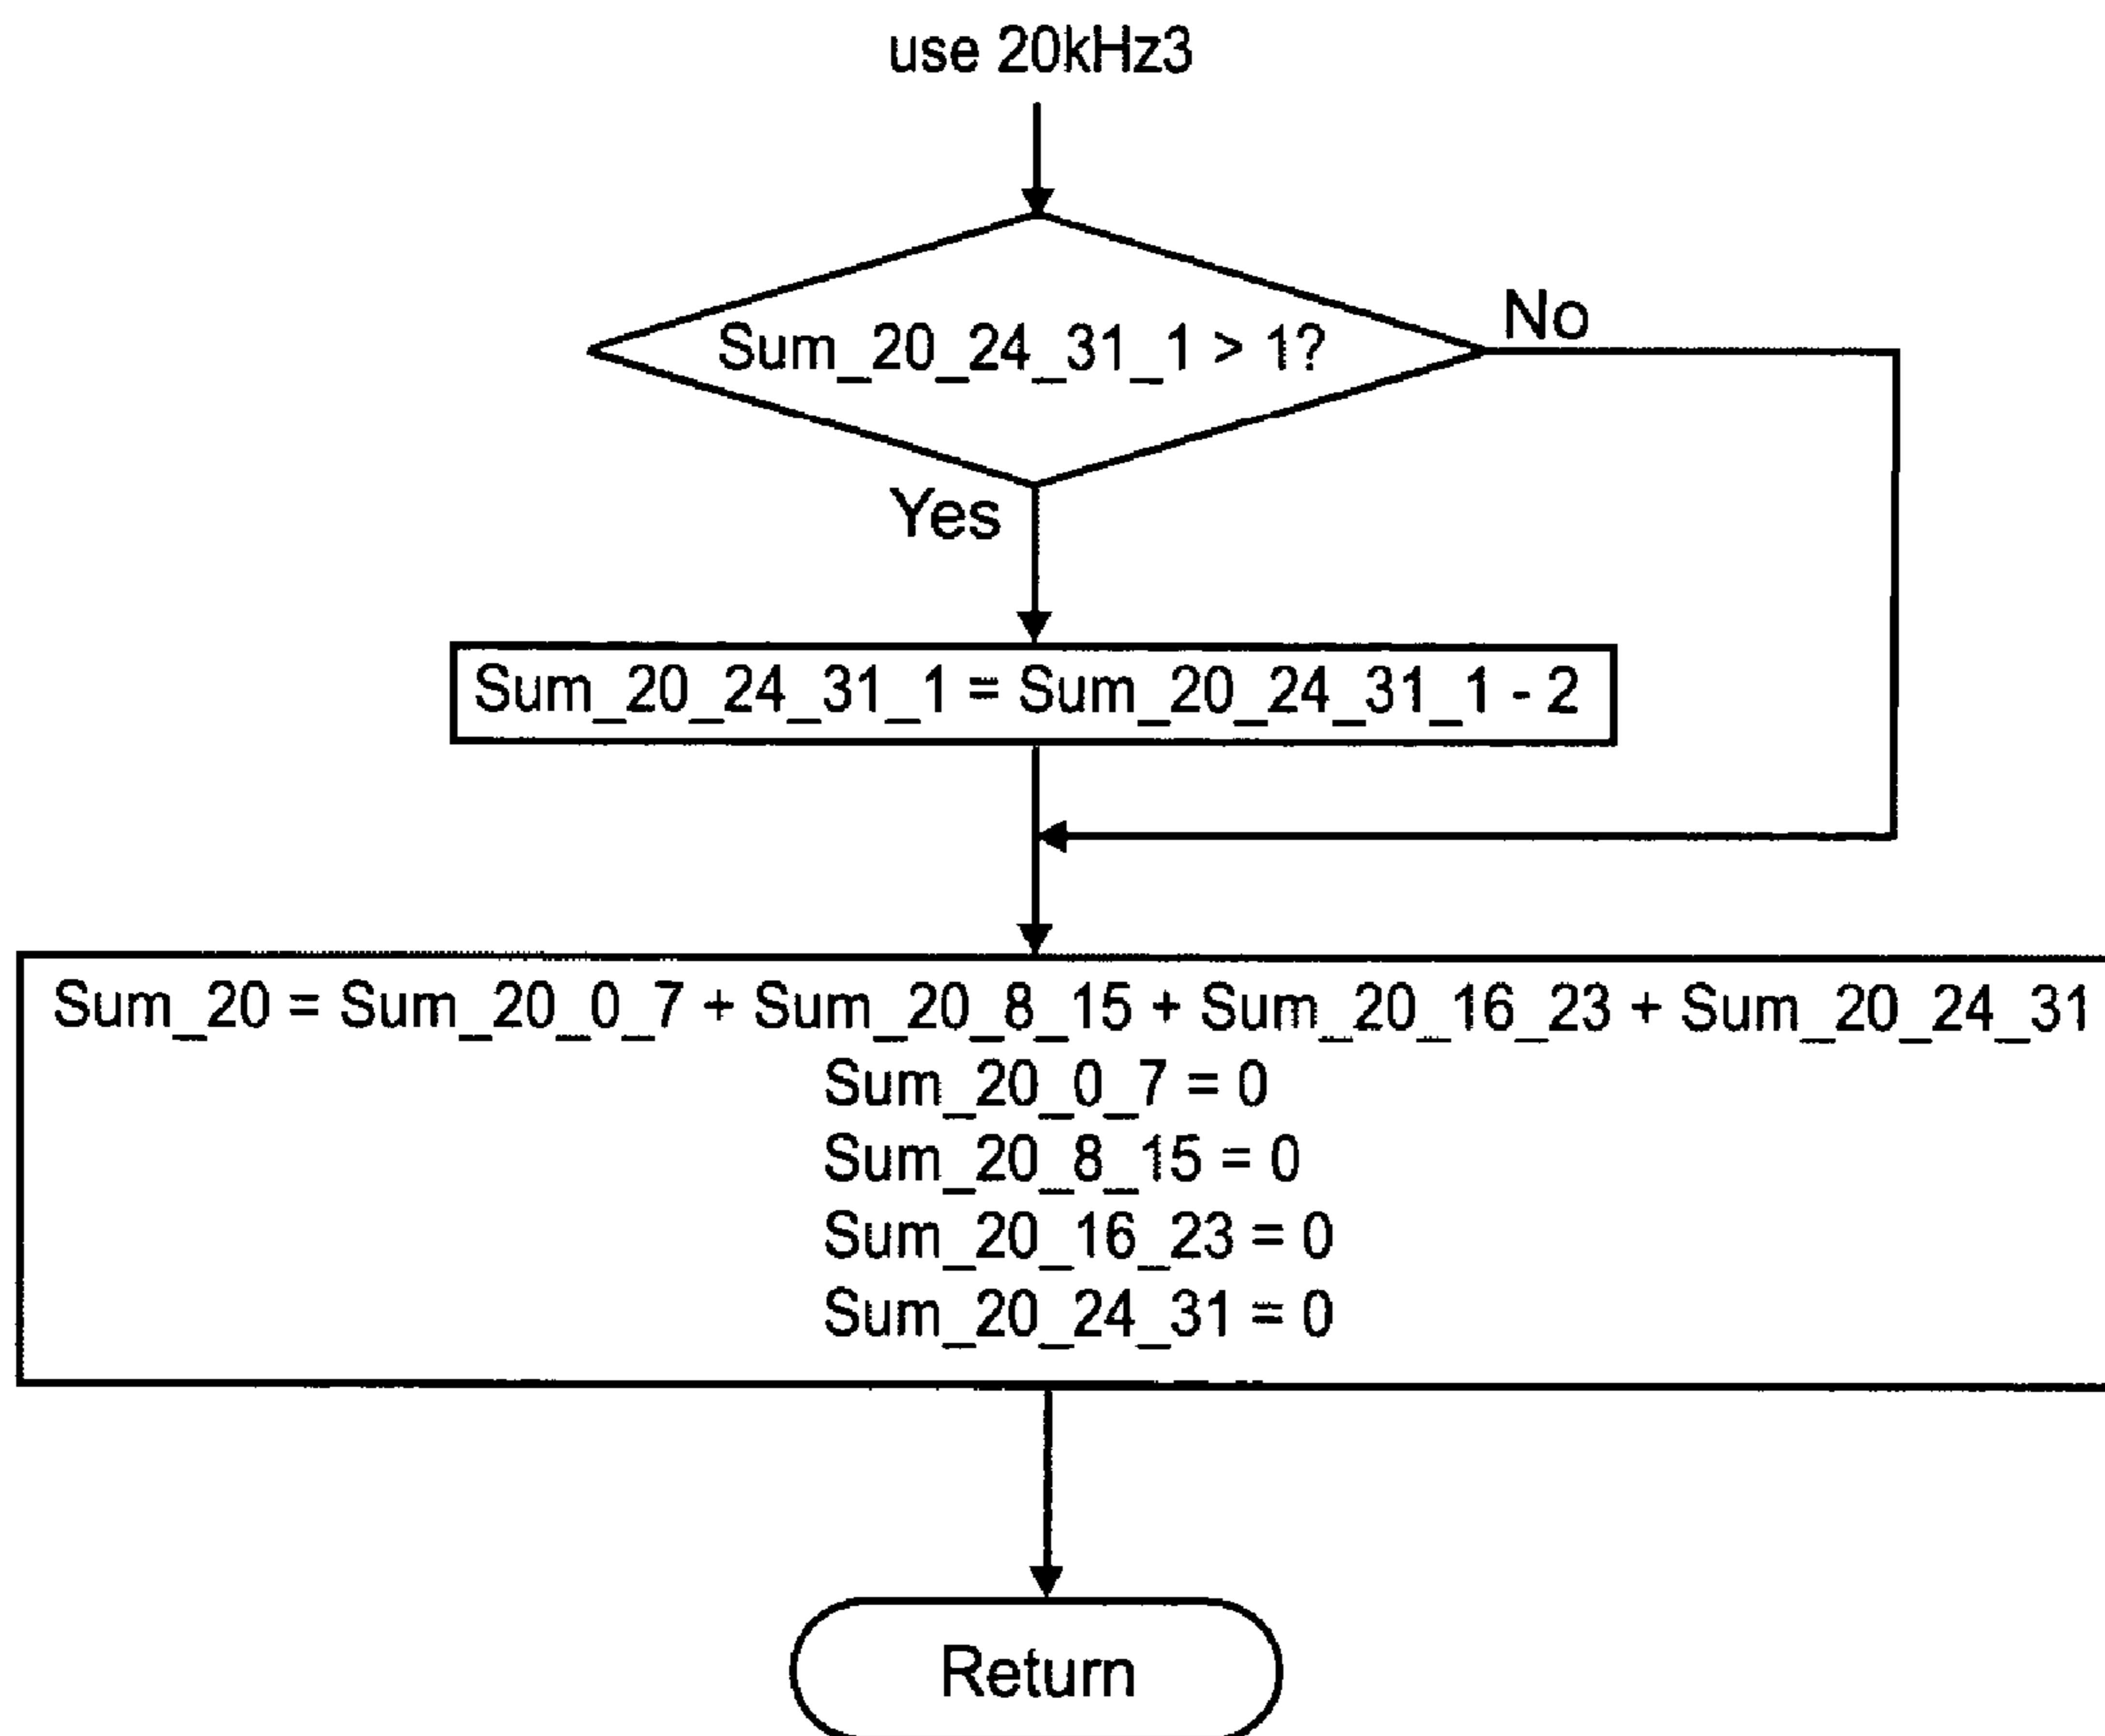 use 20kHz3
Sum_20_24_31_1 > 1?
No
Yes
Sum_20_24_31_1 = Sum_20_24_31_1 - 2
Sum_20 = Sum_20_0_7 + Sum_20_8_15 + Sum_20_16_23 + Sum_20_24_31
Sum_20_0_7 = 0
Sum_20_8_15 = 0
Sum_20_16_23 = 0
Sum_20_24_31 = 0
Return